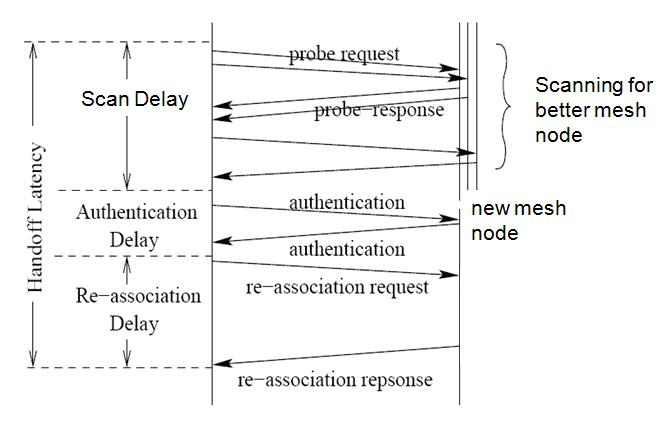 probe request
Scan Delay
probe-response
Scanning for
better mesh
node
Handoff Latency
authentication
new mesh
node
Authentication
Delay
authentication
re-association request
Re-association
Delay
re-association repsonse